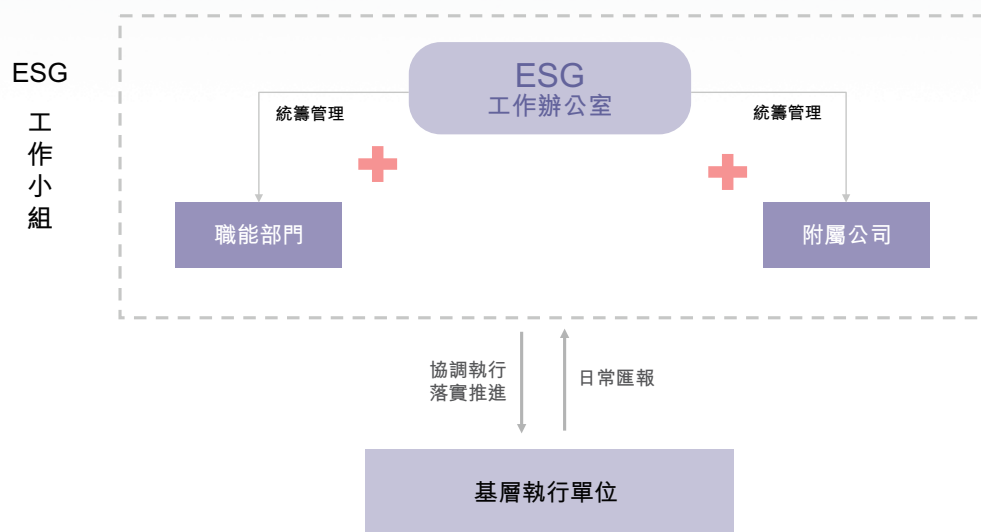 ESG
工作小組
ESG
工作辦公室
統籌管理
統籌管理
職能部門
附屬公司
協調執行
落實推進
日常匯報
基層執行單位